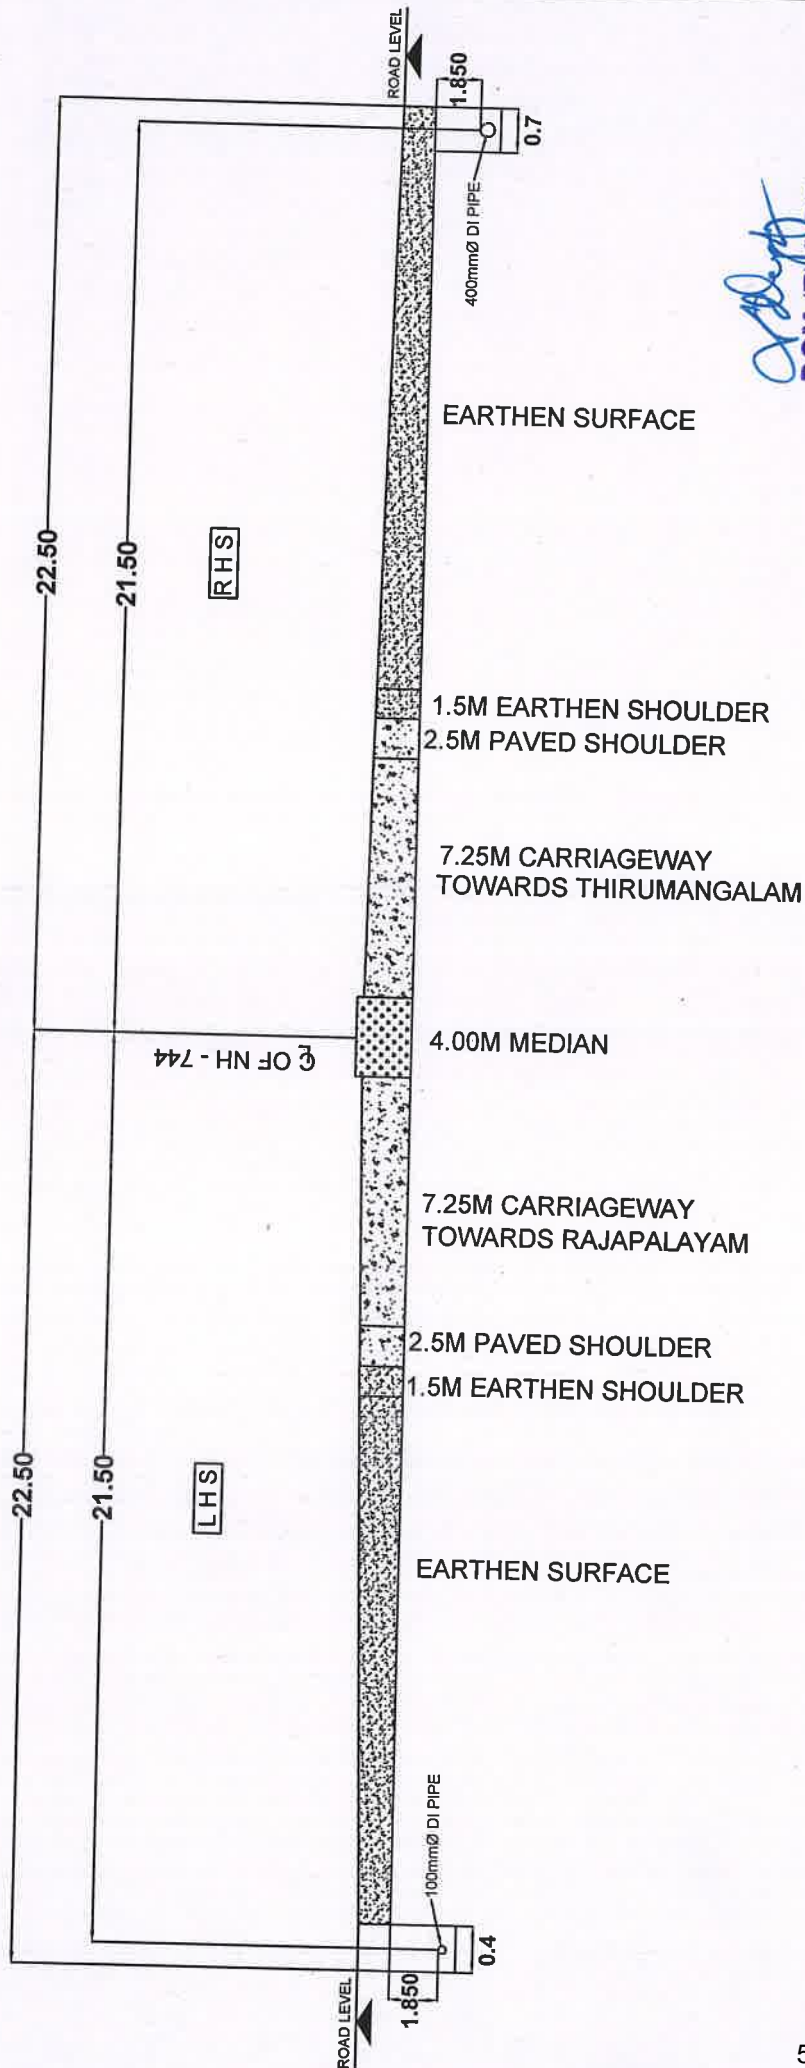 ROAD LEVEL
1.850
0.7
400mmØ DI PIPE
22.50
21.50
RHS
EARTHEN SURFACE
1.5M EARTHEN SHOULDER
2.5M PAVED SHOULDER
7.25M CARRIAGEWAY
TOWARDS THIRUMANGALAM
℄ OF NH - 744
4.00M MEDIAN
7.25M CARRIAGEWAY
TOWARDS RAJAPALAYAM
2.5M PAVED SHOULDER
1.5M EARTHEN SHOULDER
22.50
21.50
LHS
EARTHEN SURFACE
100mmØ DI PIPE
0.4
1.850
ROAD LEVEL